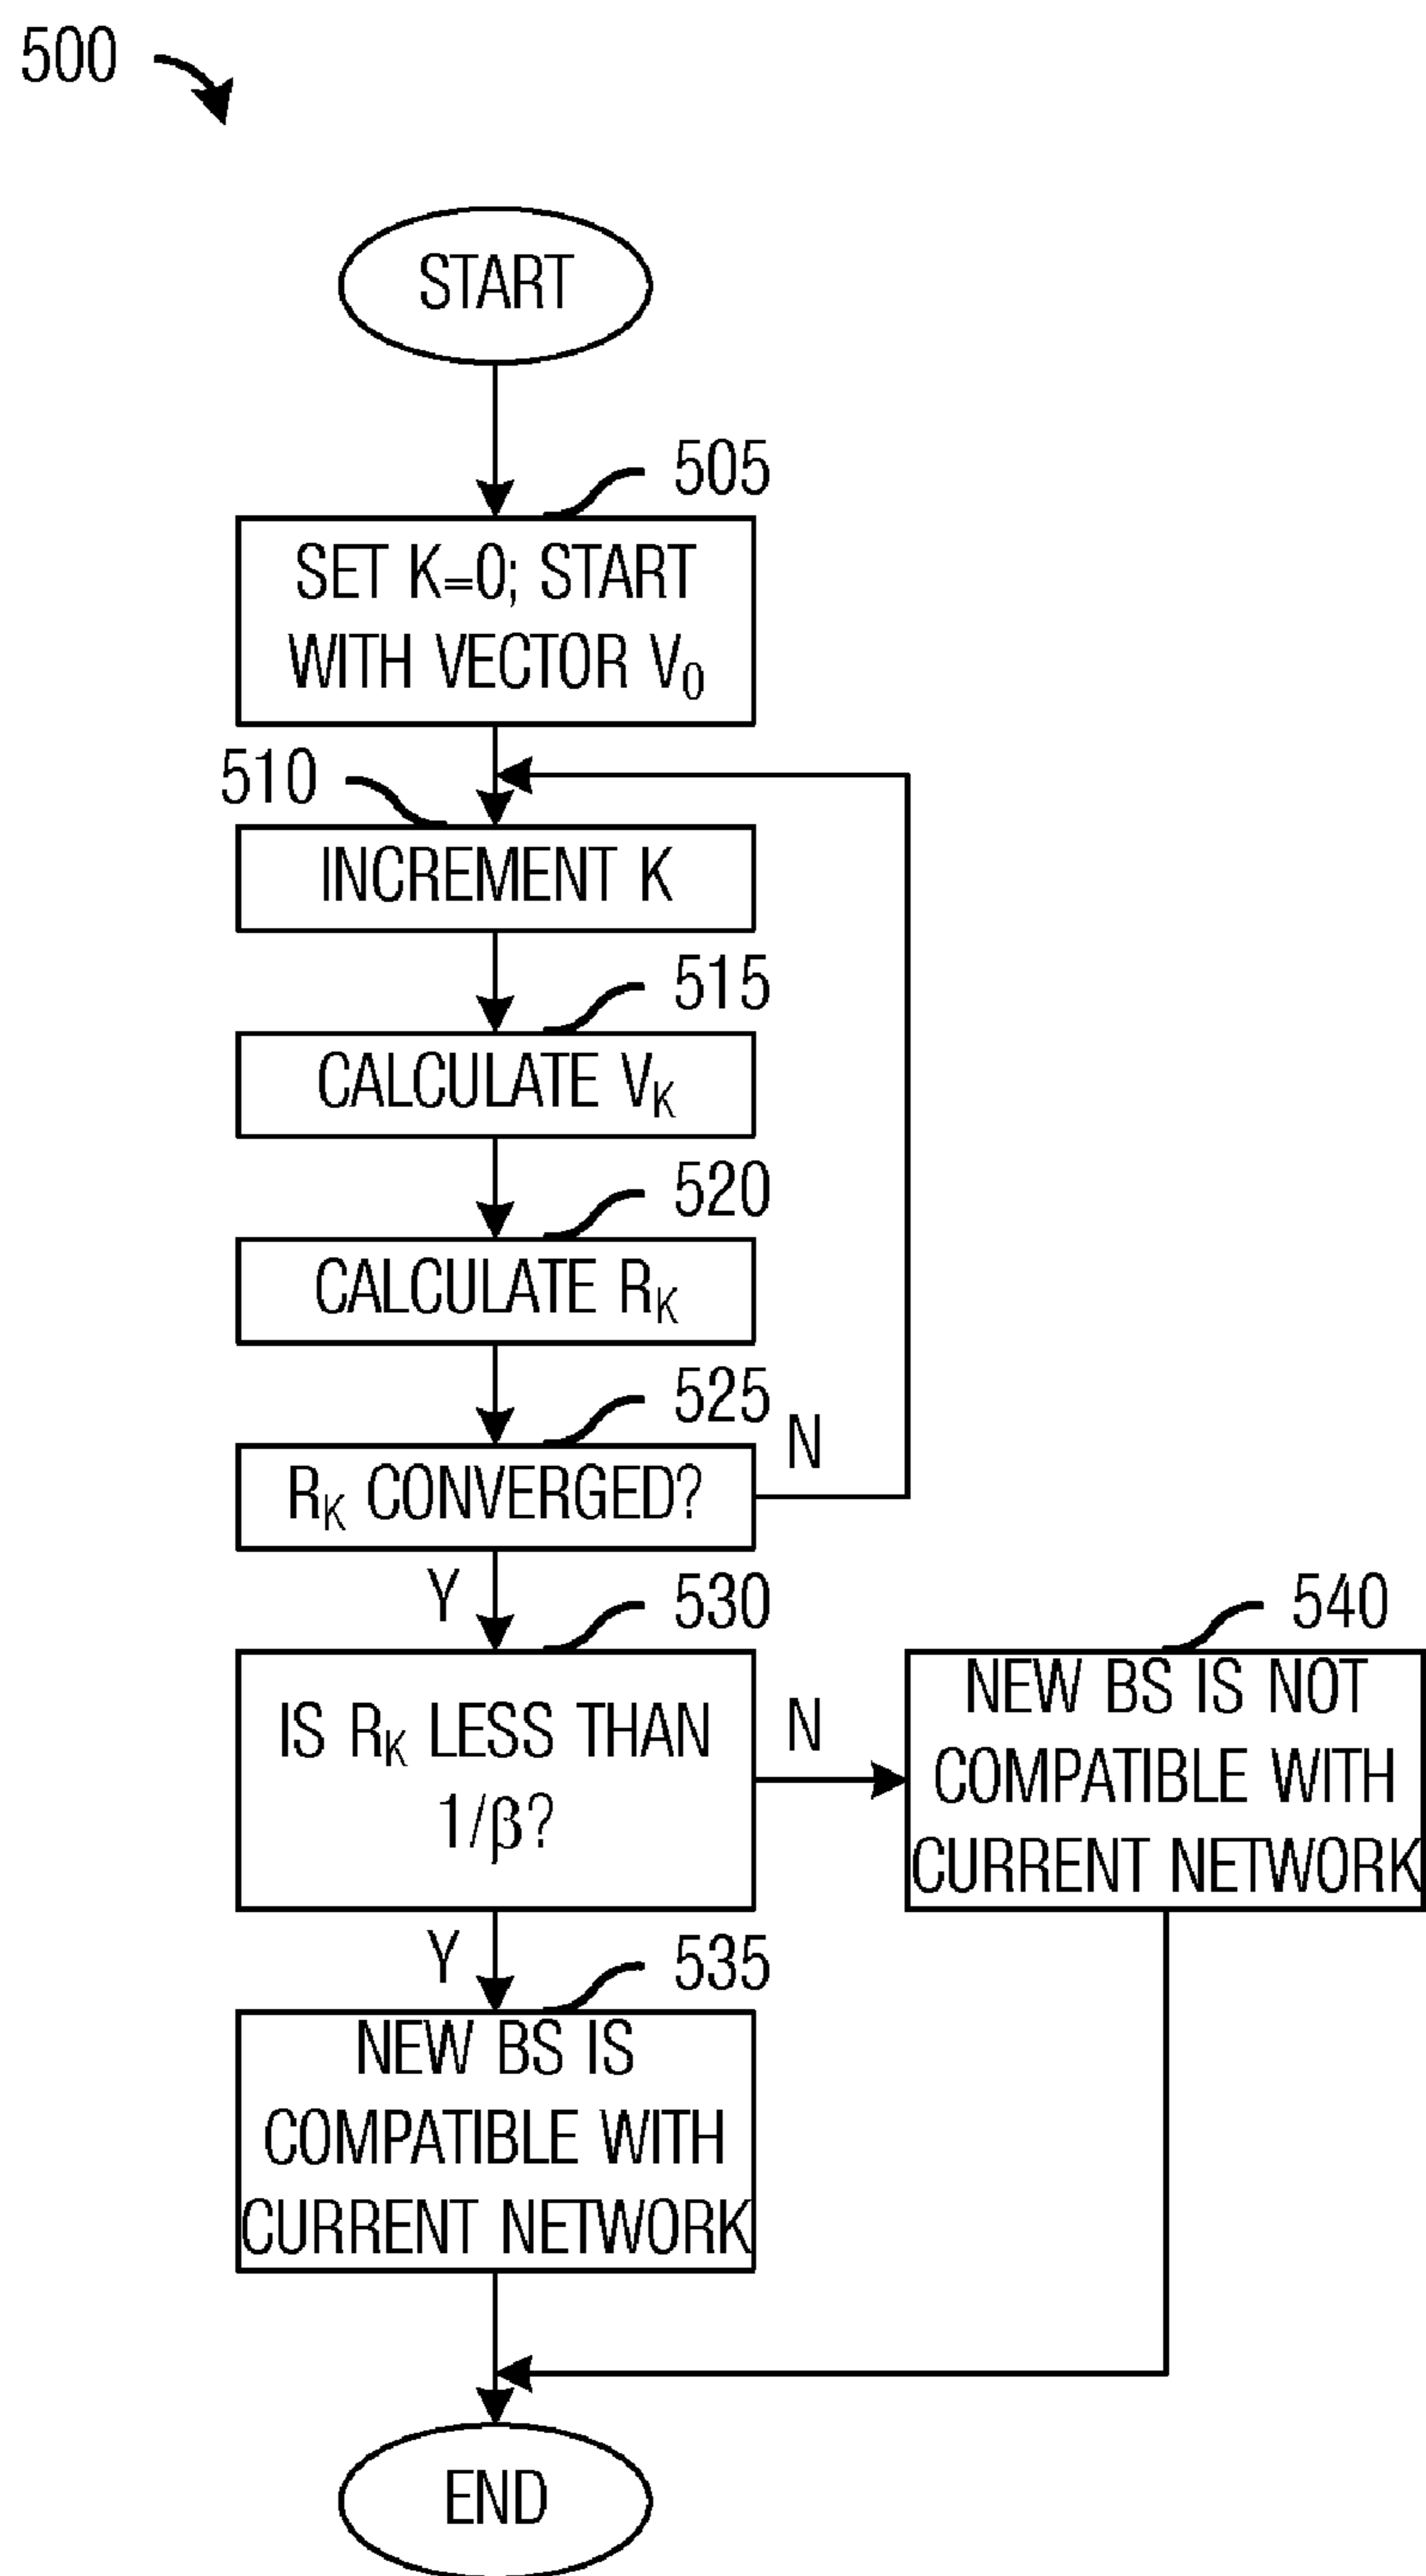 500
START
505
SET K=0; START
WITH VECTOR V₀
510
INCREMENT K
515
CALCULATE Vₖ
520
CALCULATE Rₖ
525
Rₖ CONVERGED?
N
Y
530
IS Rₖ LESS THAN
1/β?
N
540
NEW BS IS NOT
COMPATIBLE WITH
CURRENT NETWORK
Y
535
NEW BS IS
COMPATIBLE WITH
CURRENT NETWORK
END